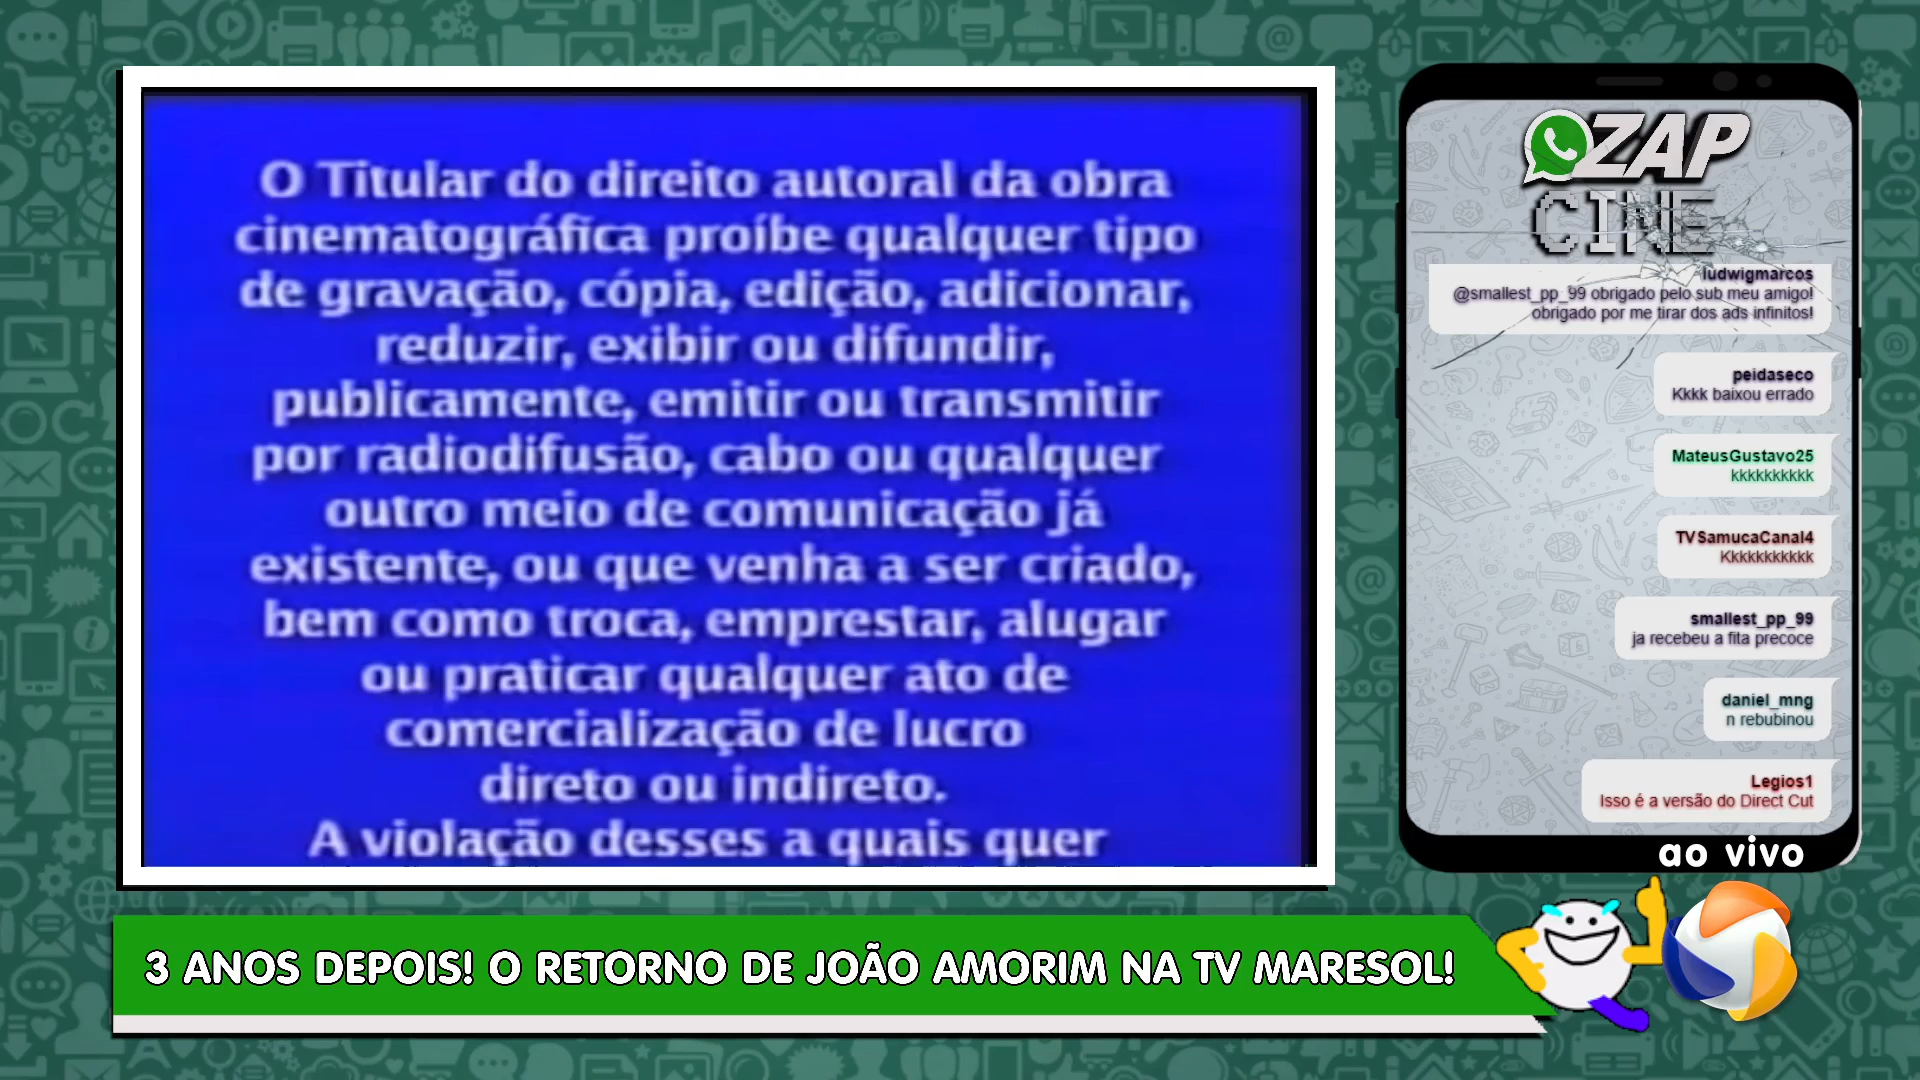 O Titular do direito autoral da obra
cinematográfica proíbe qualquer tipo
de gravação, cópia, edição, adicionar,
reduzir, exibir ou difundir,
publicamente, emitir ou transmitir
por radiodifusão, cabo ou qualquer
outro meio de comunicação já
existente, ou que venha a ser criado,
bem como troca, emprestar, alugar
ou praticar qualquer ato de
comercialização de lucro
direto ou indireto.
A violação desses a quais quer
ZAP
CINE
ludwigmarcos
@smallest_pp_99 obrigado pelo sub meu amigo!
obrigado por me tirar dos ads infinitos!
peidaseco
Kkkk baixou errado
MateusGustavo25
kkkkkkkkkk
TVSamucaCanal4
Kkkkkkkkkkk
smallest_pp_99
ja recebeu a fita precoce
daniel_mng
n rebubinou
Legios1
Isso é a versão do Direct Cut
ao vivo
3 ANOS DEPOIS! O RETORNO DE JOÃO AMORIM NA TV MARESOL!